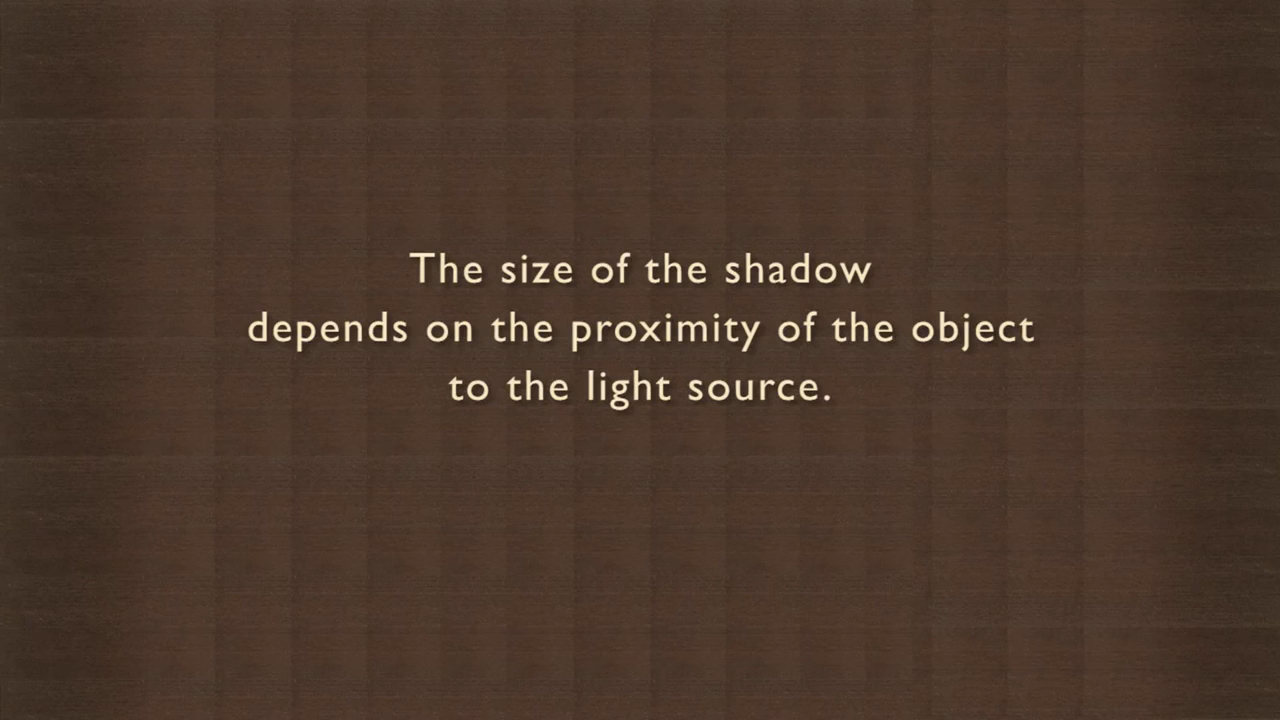 The size of the shadow
depends on the proximity of the object
to the light source.